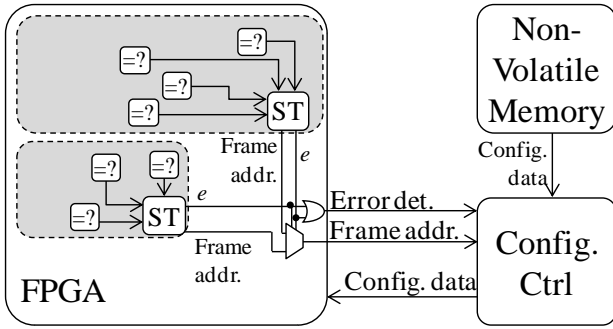 =?
=?
=?
=?
ST
Frame
addr.
e
=?
=?
=?
ST
e
Frame
addr.
FPGA
Error det.
Frame addr.
Config. data
Non-
Volatile
Memory
Config.
data
Config.
Ctrl